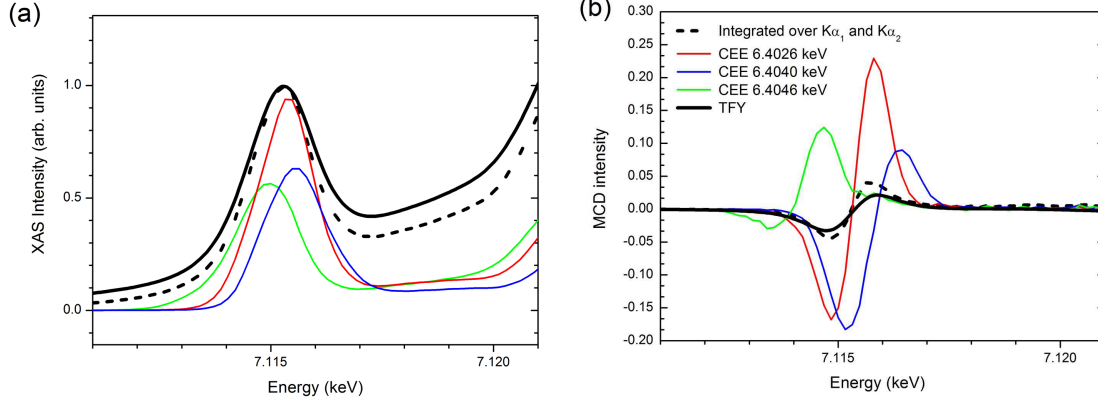 (a)
XAS Intensity (arb. units)
1.0
0.5
0.0
7.115
7.120
Energy (keV)
(b)
MCD intensity
0.30
0.25
0.20
0.15
0.10
0.05
0.00
-0.05
-0.10
-0.15
-0.20
Integrated over Kα1 and Kα2
CEE 6.4026 keV
CEE 6.4040 keV
CEE 6.4046 keV
TFY
7.115
7.120
Energy (keV)